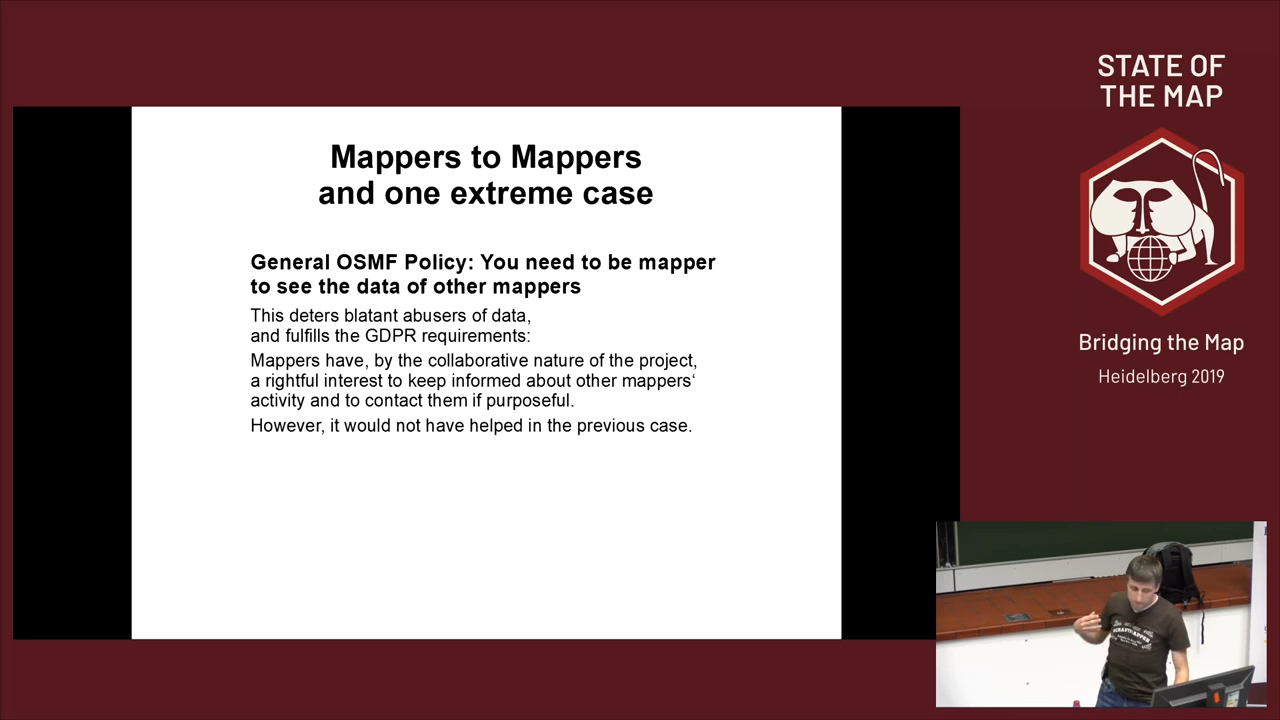 STATE OF
THE MAP
Mappers to Mappers
and one extreme case
General OSMF Policy: You need to be mapper
to see the data of other mappers
This deters blatant abusers of data,
and fulfills the GDPR requirements:
Mappers have, by the collaborative nature of the project,
a rightful interest to keep informed about other mappers‘
activity and to contact them if purposeful.
However, it would not have helped in the previous case.
Bridging the Map
Heidelberg 2019